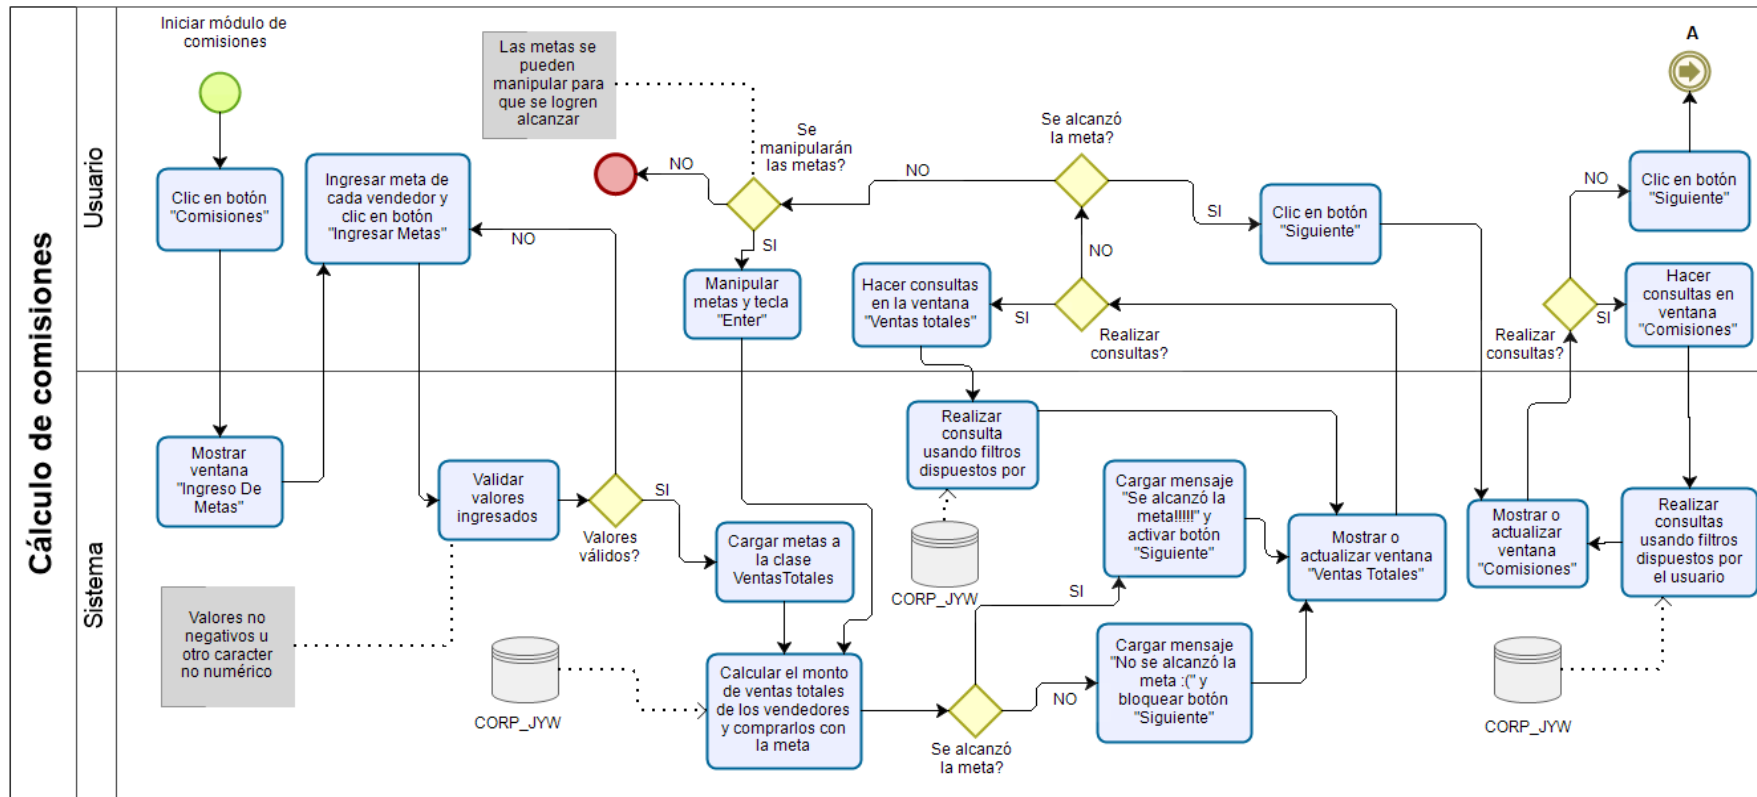 Cálculo de comisiones
Usuario
Sistema
Iniciar módulo de
comisiones
Clic en botón
"Comisiones"
Mostrar
ventana
"Ingreso De
Metas"
Ingresar meta de
cada vendedor y
clic en botón
"Ingresar Metas"
Validar
valores
ingresados
Valores no
negativos u
otro caracter
no numérico
Valores
válidos?
NO
SI
Cargar metas a
la clase
VentasTotales
CORP_JYW
Calcular el monto
de ventas totales
de los vendedores
y comprarlos con
la meta
Se alcanzó
la meta?
SI
NO
Cargar mensaje
"Se alcanzó la
meta!!!!!" y
activar botón
"Siguiente"
Cargar mensaje
"No se alcanzó la
meta :(" y
bloquear botón
"Siguiente"
Mostrar o
actualizar ventana
"Ventas Totales"
Realizar
consultas?
SI
NO
Hacer consultas
en la ventana
"Ventas totales"
Realizar
consulta
usando filtros
dispuestos por
CORP_JYW
Se alcanzó
la meta?
NO
SI
Se
manipularán
las metas?
NO
SI
Las metas se
pueden
manipular para
que se logren
alcanzar
Manipular
metas y tecla
"Enter"
Clic en botón
"Siguiente"
Mostrar o
actualizar
ventana
"Comisiones"
Realizar
consultas?
NO
SI
Hacer
consultas en
ventana
"Comisiones"
Realizar
consultas
usando filtros
dispuestos por
el usuario
CORP_JYW
Clic en botón
"Siguiente"
A